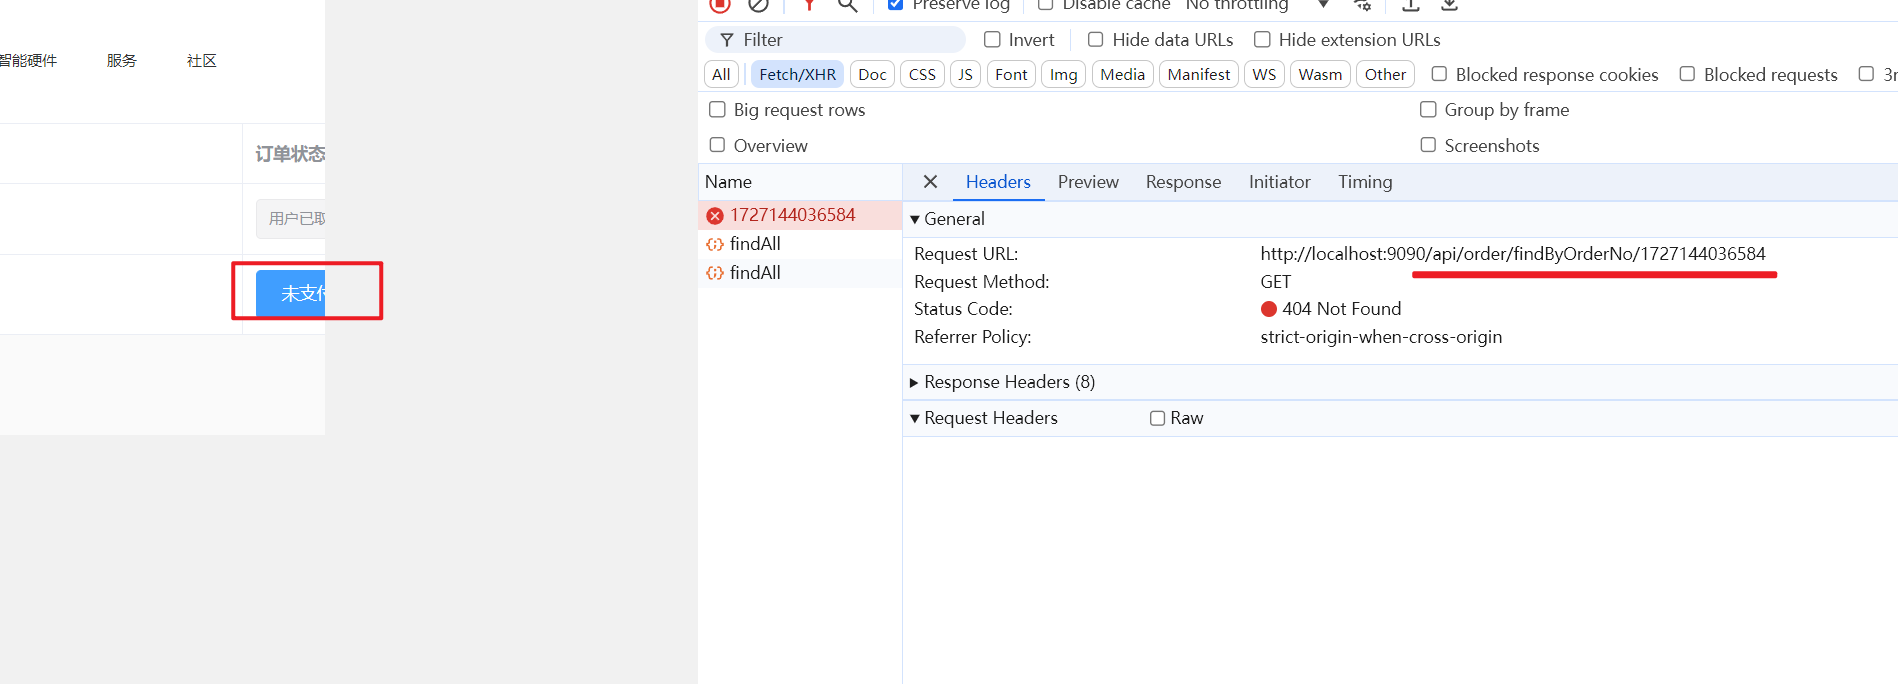 智能硬件 服务 社区
订单状态
用户已取
未支付
Preserve log Disable cache No throttling
Filter Invert Hide data URLs Hide extension URLs
All Fetch/XHR Doc CSS JS Font Img Media Manifest WS Wasm Other Blocked response cookies Blocked requests
Big request rows Group by frame
Overview Screenshots
Name
1727144036584
findAll
findAll
Headers Preview Response Initiator Timing
General
Request URL: http://localhost:9090/api/order/findByOrderNo/1727144036584
Request Method: GET
Status Code: 404 Not Found
Referrer Policy: strict-origin-when-cross-origin
Response Headers (8)
Request Headers Raw